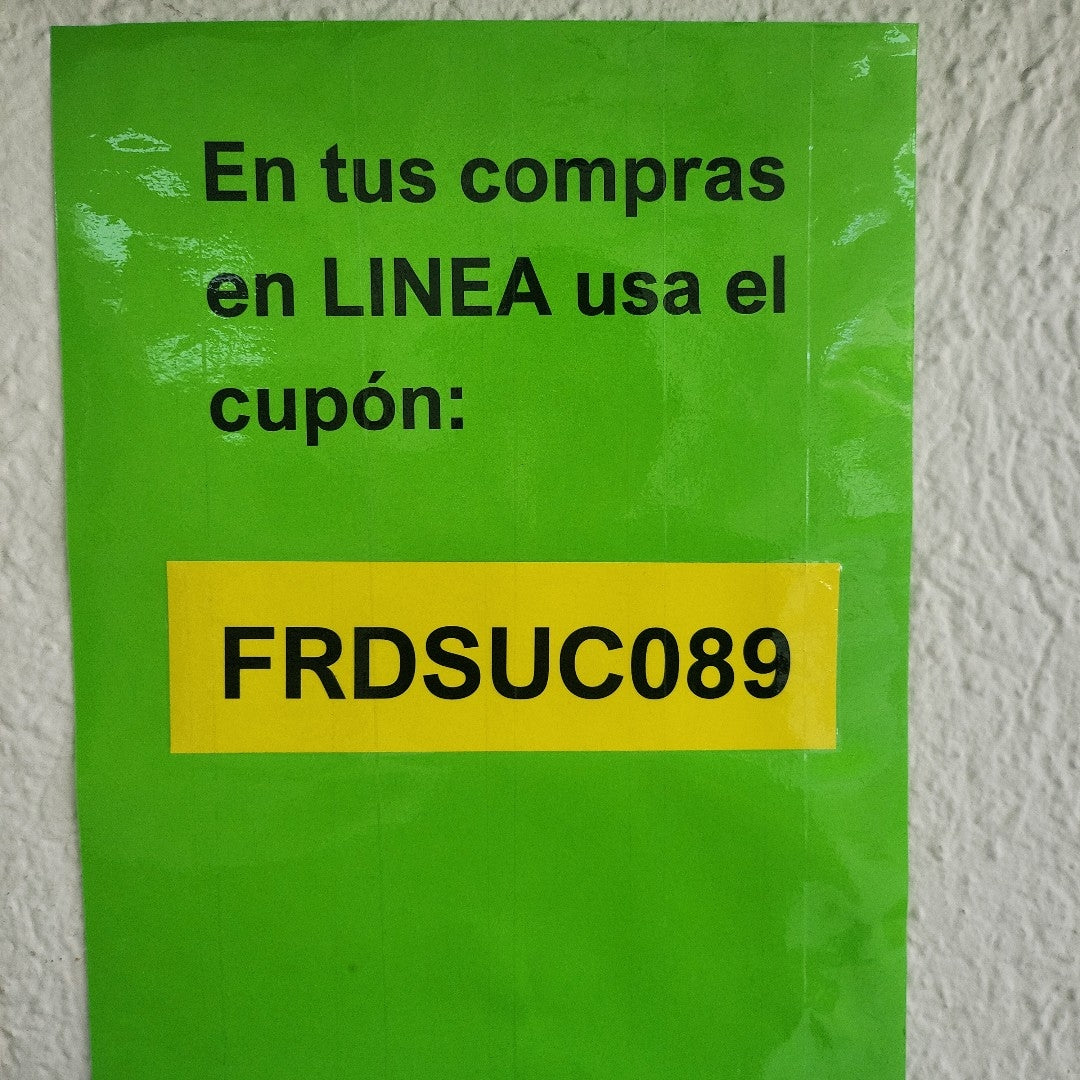 En tus compras
en LINEA usa el
cupón:
FRDSUC089